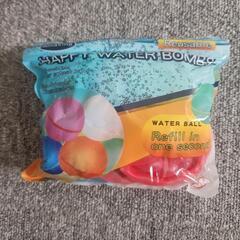 Reusable
HAPPY WATER BOMBS
WATER BALL
Refill in
one second